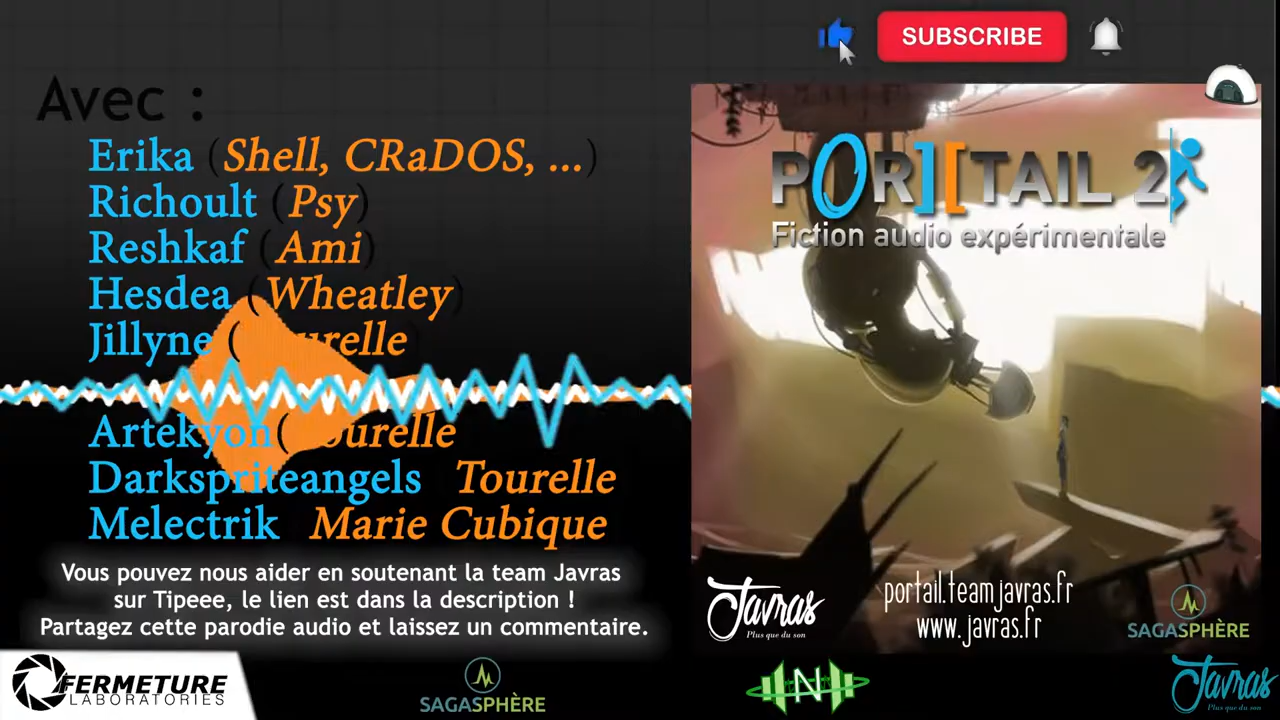 SUBSCRIBE
Avec :
Erika (Shell, CRaDOS, ...)
Richoult (Psy)
Reshkaf (Ami)
Hesdea (Wheatley)
Jillyne (
Artekyon(
Darkspriteangels Tourelle
Melectrik Marie Cubique
Vous pouvez nous aider en soutenant la team Javras
sur Tipeee, le lien est dans la description !
Partagez cette parodie audio et laissez un commentaire.
POR][TAIL 2
Fiction audio expérimentale
Javras
Plus que du son
portail.teamjavras.fr
www.javras.fr
SAGASPHÈRE
FERMETURE
LABORATORIES
SAGASPHÈRE
N
Javras
Plus que du son